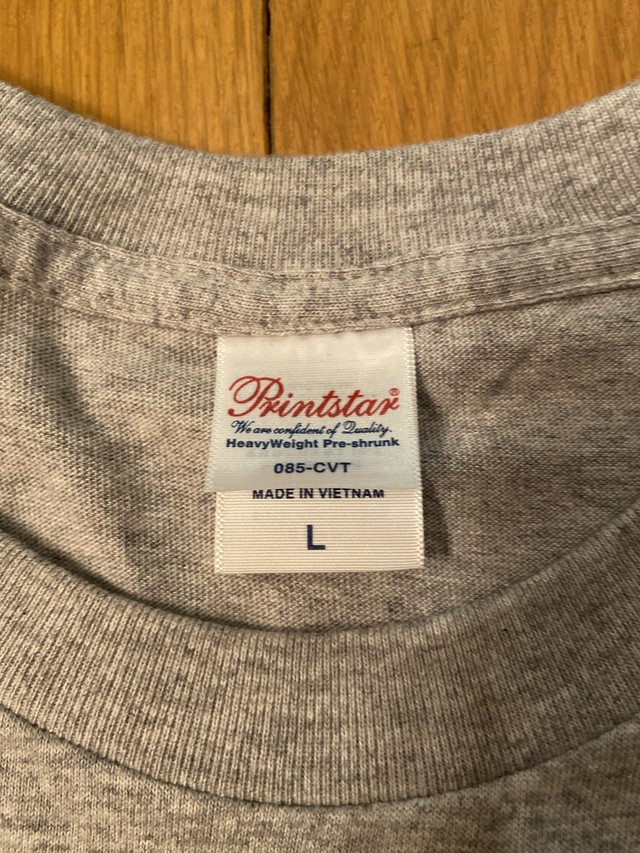 Printstar®
We are confident of Quality.
HeavyWeight Pre-shrunk
085-CVT
MADE IN VIETNAM
L